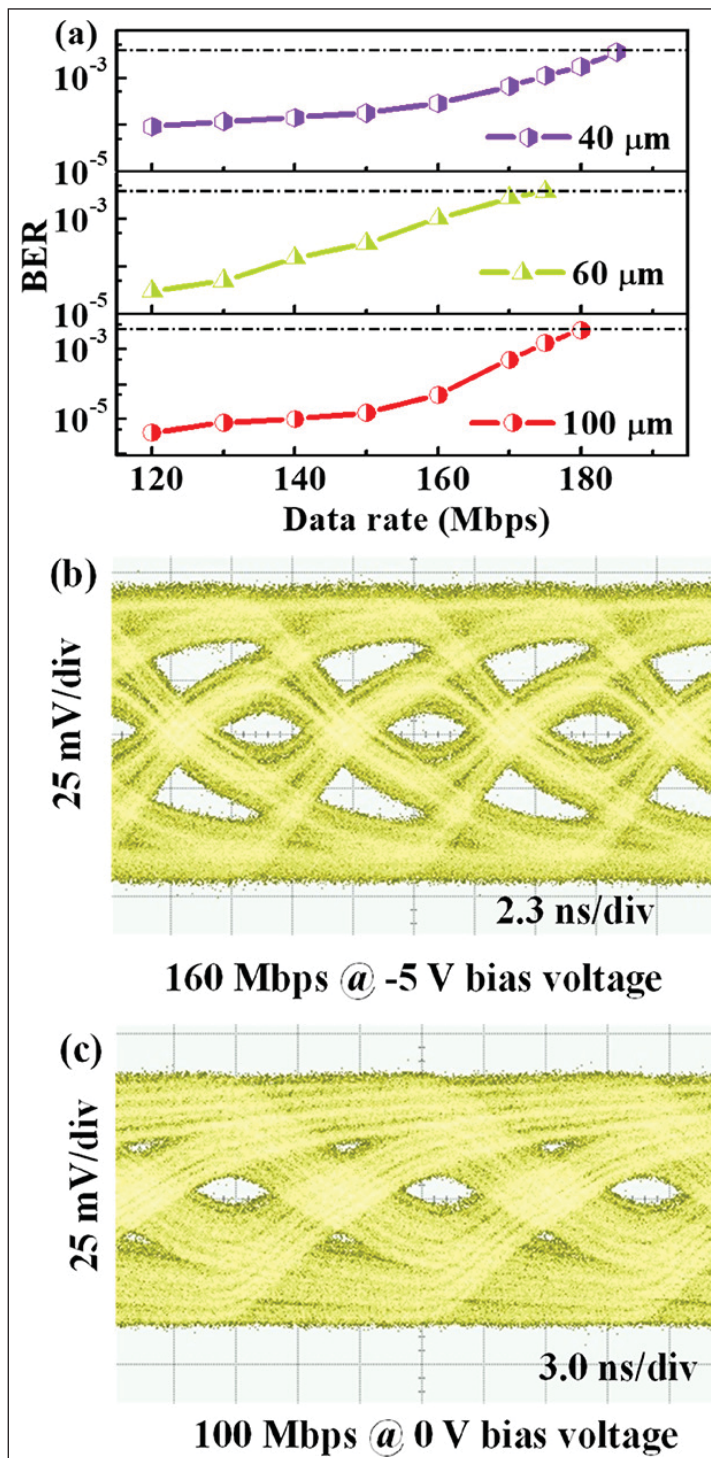 (a)
10⁻³
10⁻⁵
40 μm
10⁻³
10⁻⁵
60 μm
10⁻³
10⁻⁵
100 μm
BER
120 140 160 180
Data rate (Mbps)
(b)
25 mV/div
2.3 ns/div
160 Mbps @ -5 V bias voltage
(c)
25 mV/div
3.0 ns/div
100 Mbps @ 0 V bias voltage